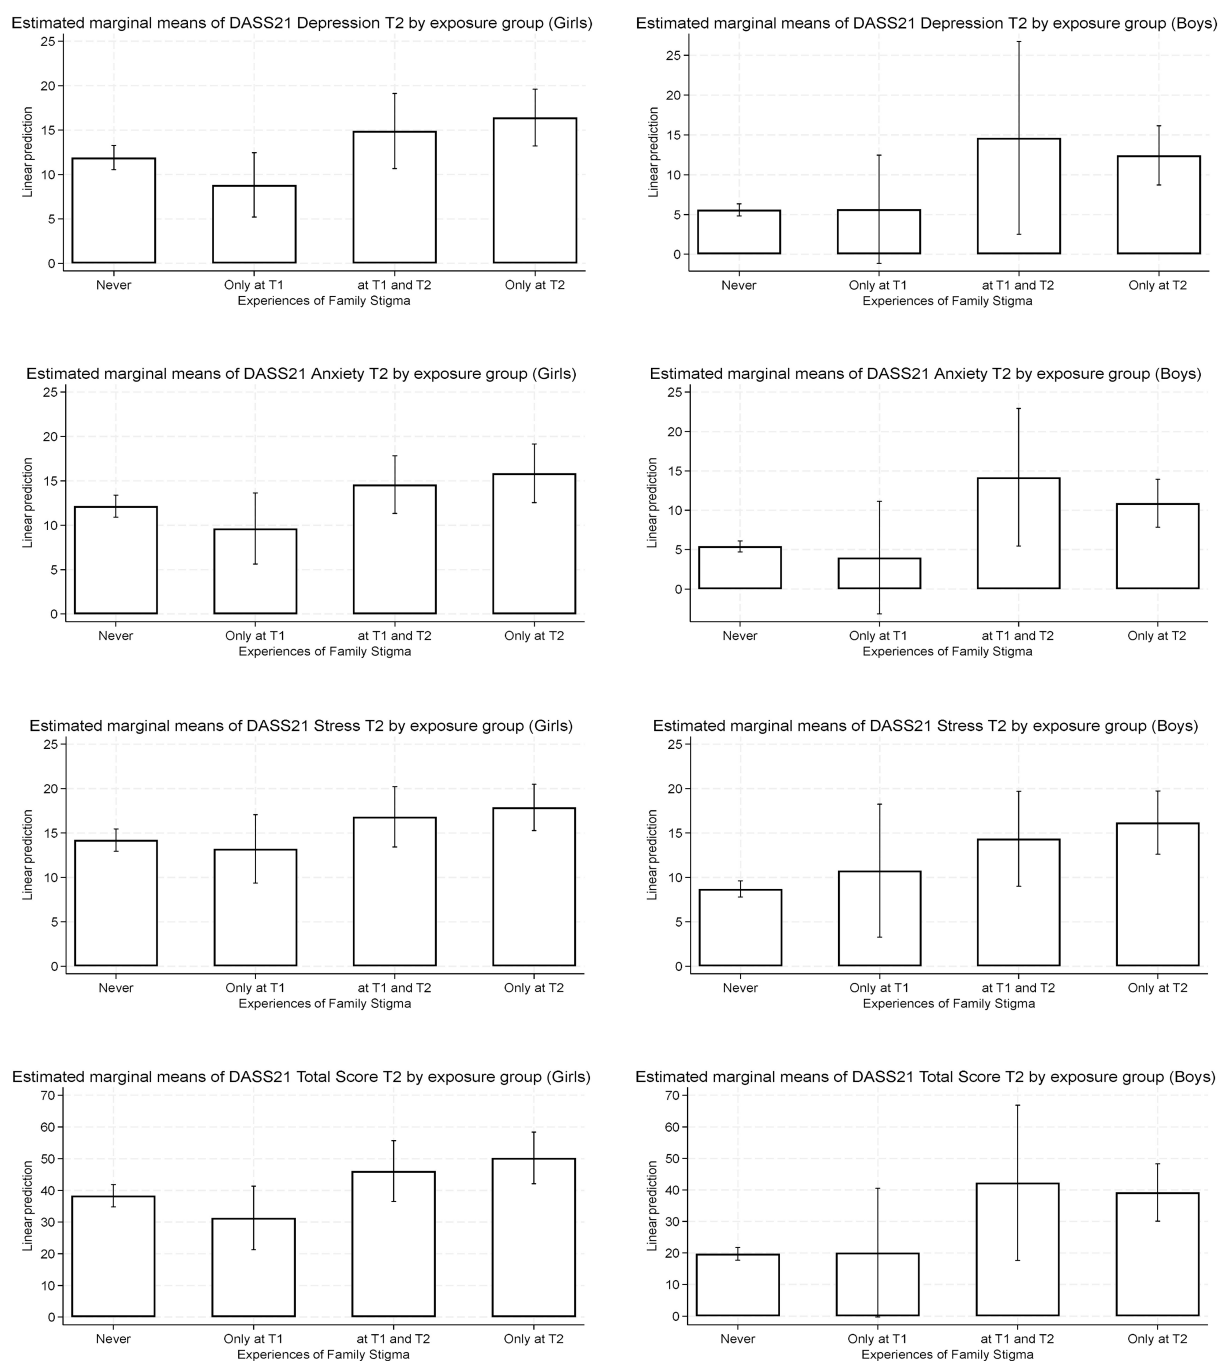 Estimated marginal means of DASS21 Depression T2 by exposure group (Girls)
25
20
15
10
5
0
Linear prediction
Never
Only at T1
at T1 and T2
Only at T2
Experiences of Family Stigma
Estimated marginal means of DASS21 Depression T2 by exposure group (Boys)
25
20
15
10
5
0
Linear prediction
Never
Only at T1
at T1 and T2
Only at T2
Experiences of Family Stigma
Estimated marginal means of DASS21 Anxiety T2 by exposure group (Girls)
25
20
15
10
5
0
Linear prediction
Never
Only at T1
at T1 and T2
Only at T2
Experiences of Family Stigma
Estimated marginal means of DASS21 Anxiety T2 by exposure group (Boys)
25
20
15
10
5
0
Linear prediction
Never
Only at T1
at T1 and T2
Only at T2
Experiences of Family Stigma
Estimated marginal means of DASS21 Stress T2 by exposure group (Girls)
25
20
15
10
5
0
Linear prediction
Never
Only at T1
at T1 and T2
Only at T2
Experiences of Family Stigma
Estimated marginal means of DASS21 Stress T2 by exposure group (Boys)
25
20
15
10
5
0
Linear prediction
Never
Only at T1
at T1 and T2
Only at T2
Experiences of Family Stigma
Estimated marginal means of DASS21 Total Score T2 by exposure group (Girls)
70
60
50
40
30
20
10
0
Linear prediction
Never
Only at T1
at T1 and T2
Only at T2
Experiences of Family Stigma
Estimated marginal means of DASS21 Total Score T2 by exposure group (Boys)
70
60
50
40
30
20
10
0
Linear prediction
Never
Only at T1
at T1 and T2
Only at T2
Experiences of Family Stigma